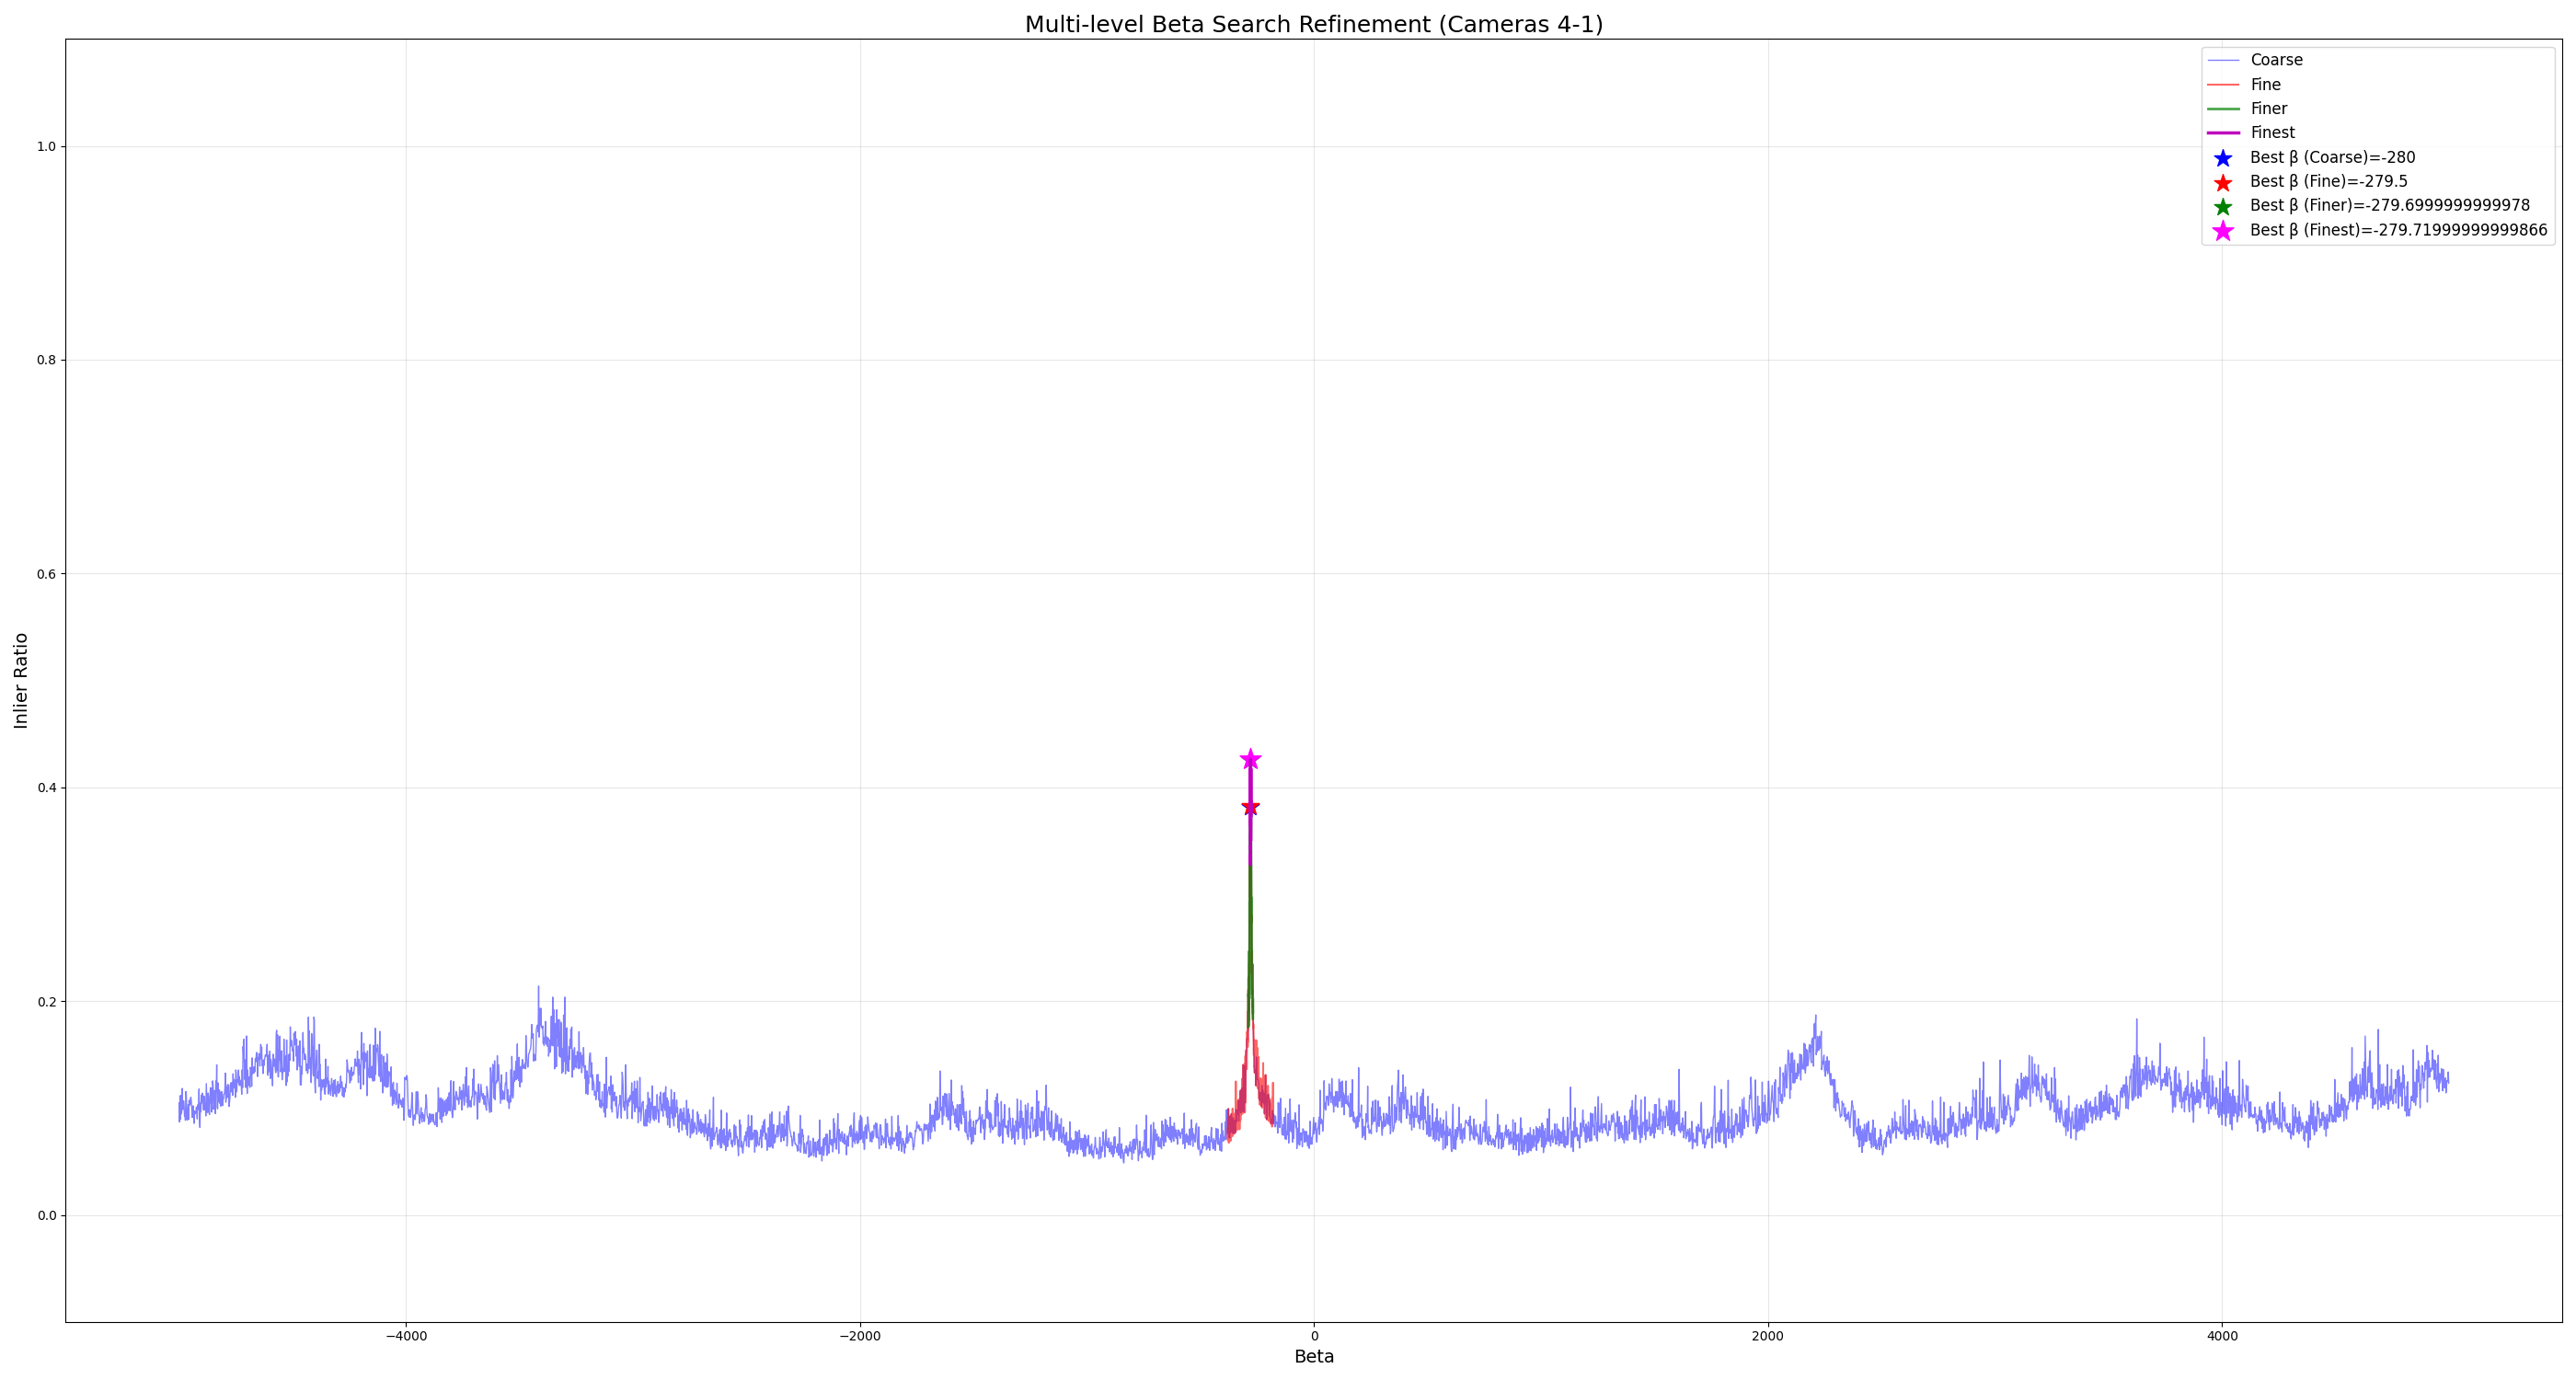 Multi-level Beta Search Refinement (Cameras 4-1)
Coarse
Fine
Finer
Finest
Best β (Coarse)=-280
Best β (Fine)=-279.5
Best β (Finer)=-279.6999999999978
Best β (Finest)=-279.71999999999866
Inlier Ratio
1.0
0.8
0.6
0.4
0.2
0.0
−4000
−2000
0
2000
4000
Beta